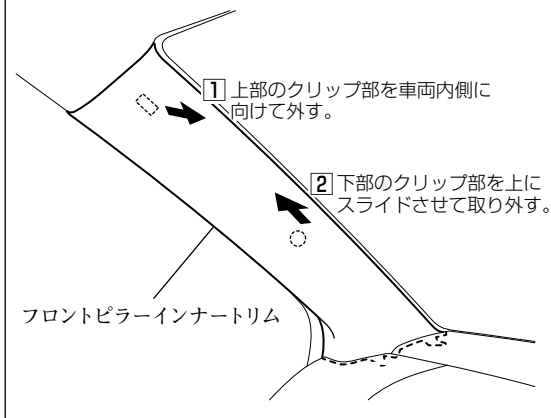 1 上部のクリップ部を車両内側に
向けて外す。
2 下部のクリップ部を上に
スライドさせて取り外す。
フロントピラーインナートリム